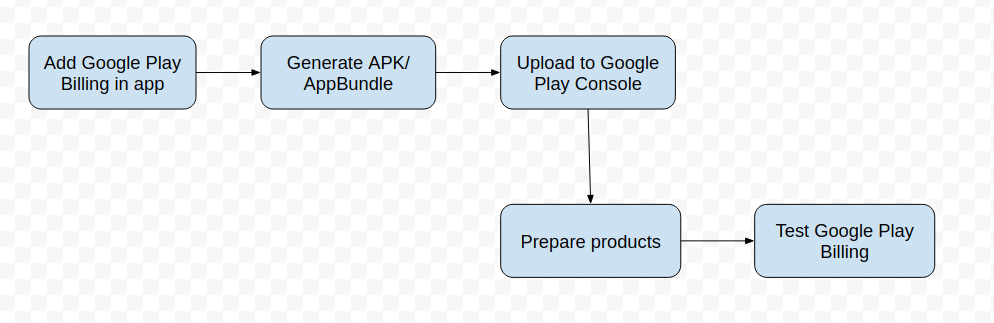 Add Google Play
Billing in app
Generate APK/
AppBundle
Upload to Google
Play Console
Prepare products
Test Google Play
Billing